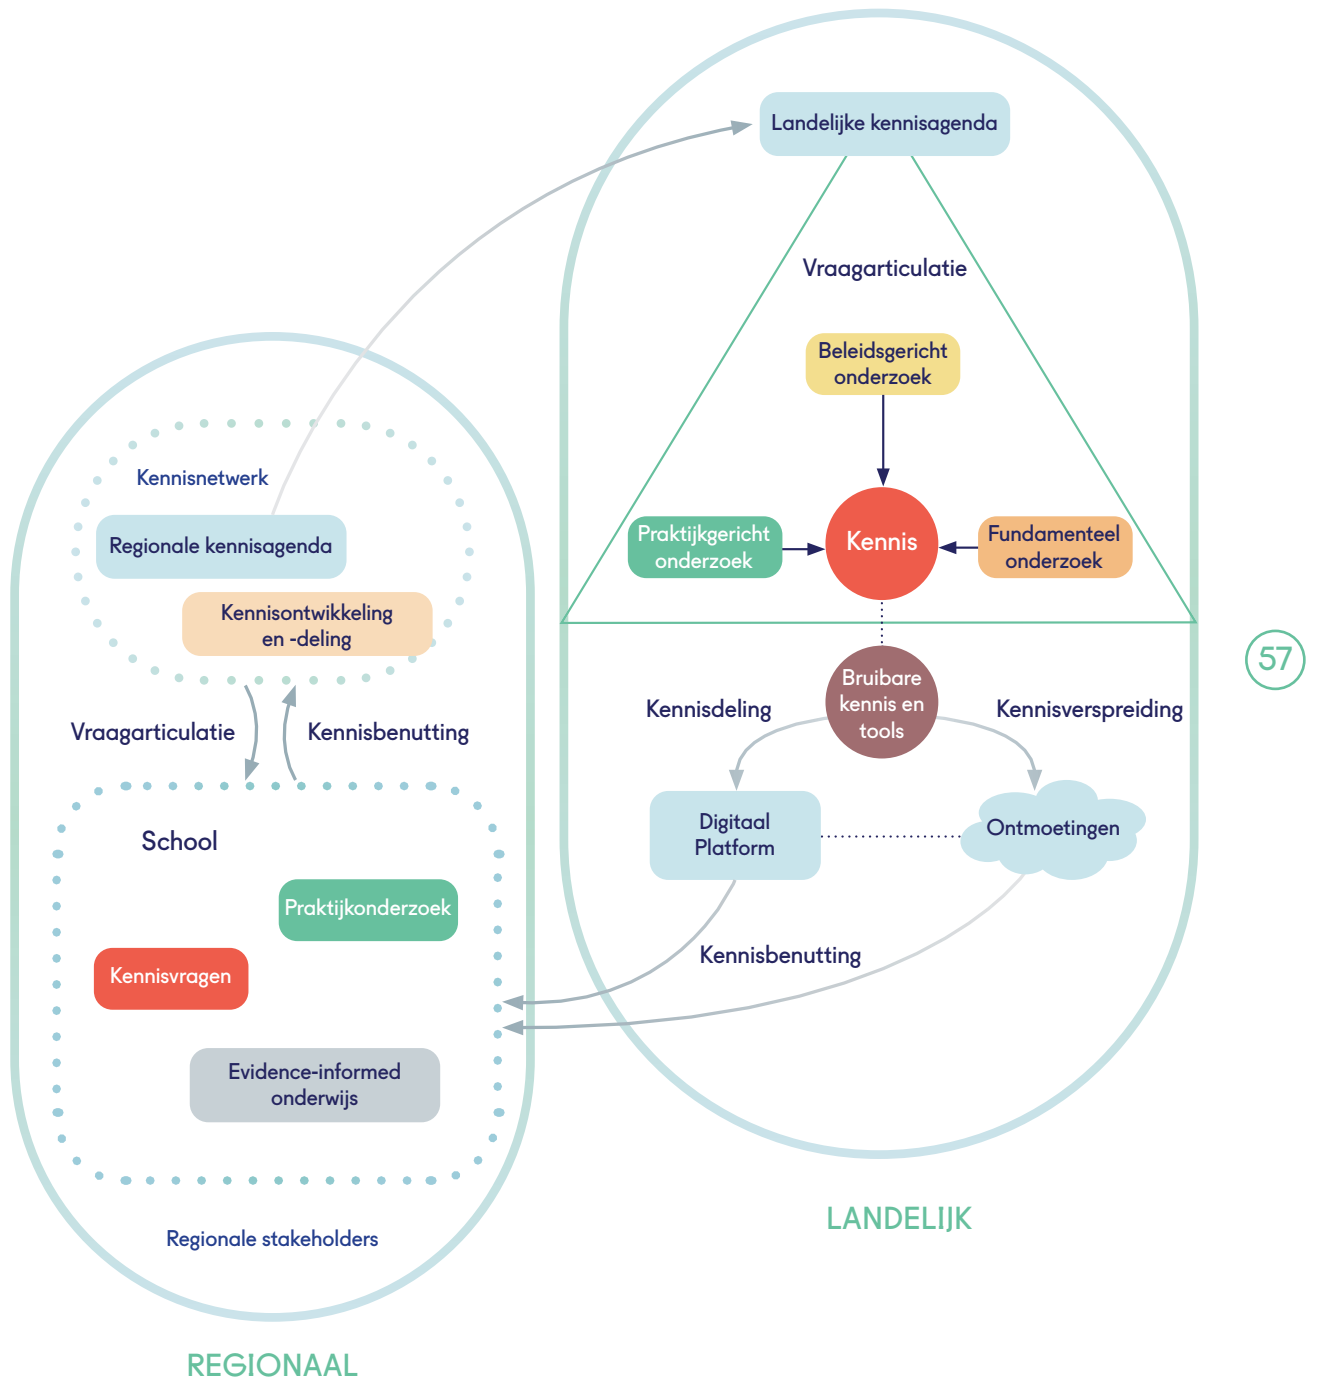 Landelijke kennisagenda
Vraagarticulatie
Beleidsgericht
onderzoek
Praktijkgericht
onderzoek
Kennis
Fundamenteel
onderzoek
Bruibare
kennis en
tools
Kennisdeling
Kennisverspreiding
Digitaal
Platform
Ontmoetingen
Kennisbenutting
LANDELIJK
57
Kennisnetwerk
Regionale kennisagenda
Kennisontwikkeling
en -deling
Vraagarticulatie
Kennisbenutting
School
Praktijkonderzoek
Kennisvragen
Evidence-informed
onderwijs
Regionale stakeholders
REGIONAAL